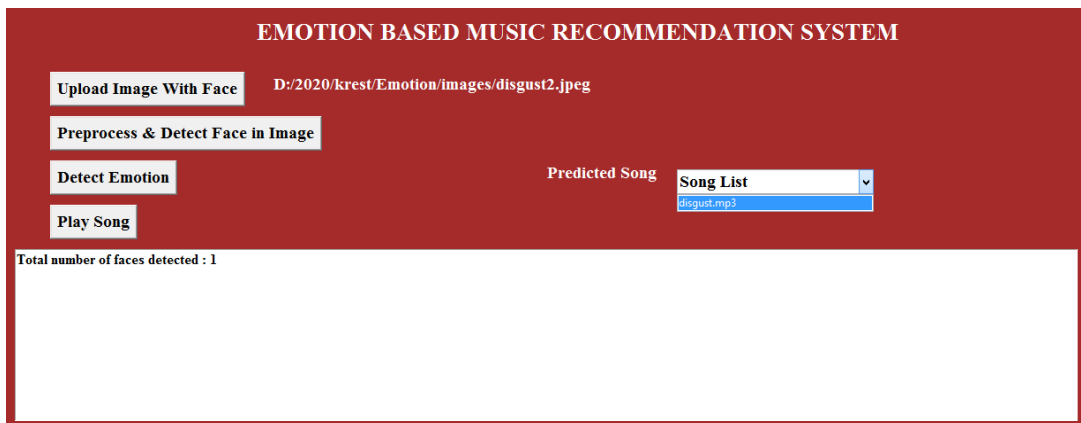 EMOTION BASED MUSIC RECOMMENDATION SYSTEM
Upload Image With Face
D:/2020/krest/Emotion/images/disgust2.jpeg
Preprocess & Detect Face in Image
Detect Emotion
Predicted Song
Song List
disgust.mp3
Play Song
Total number of faces detected : 1